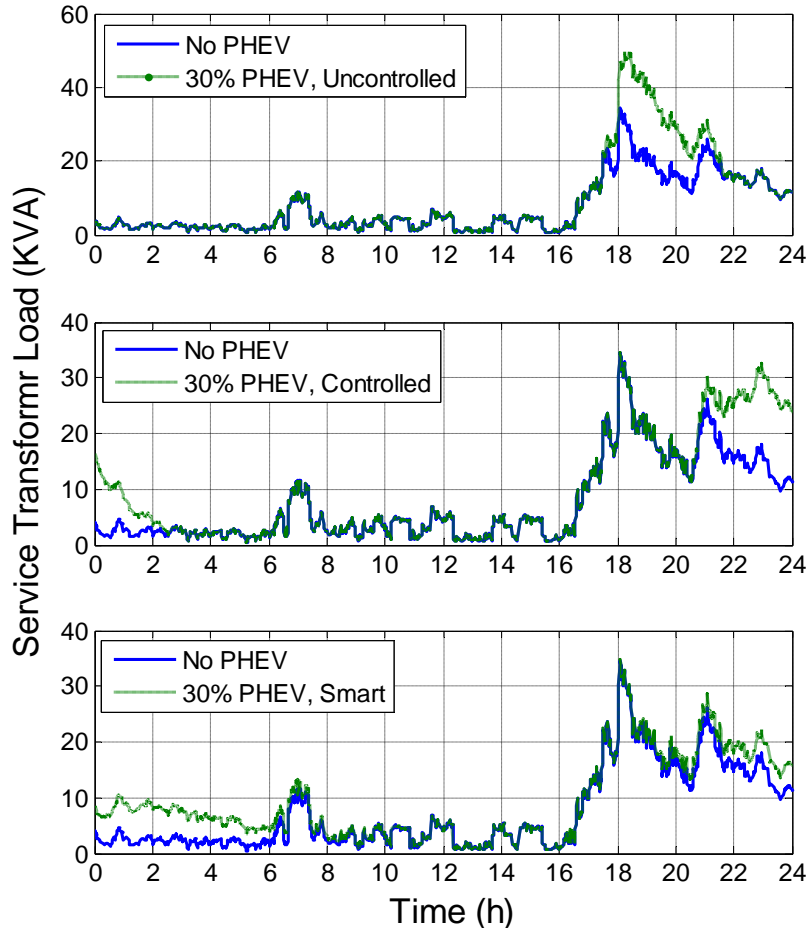 60
40
20
0
No PHEV
30% PHEV, Uncontrolled
0 2 4 6 8 10 12 14 16 18 20 22 24
Service Transformr Load (KVA)
40
30
20
10
0
No PHEV
30% PHEV, Controlled
0 2 4 6 8 10 12 14 16 18 20 22 24
40
30
20
10
0
No PHEV
30% PHEV, Smart
0 2 4 6 8 10 12 14 16 18 20 22 24
Time (h)